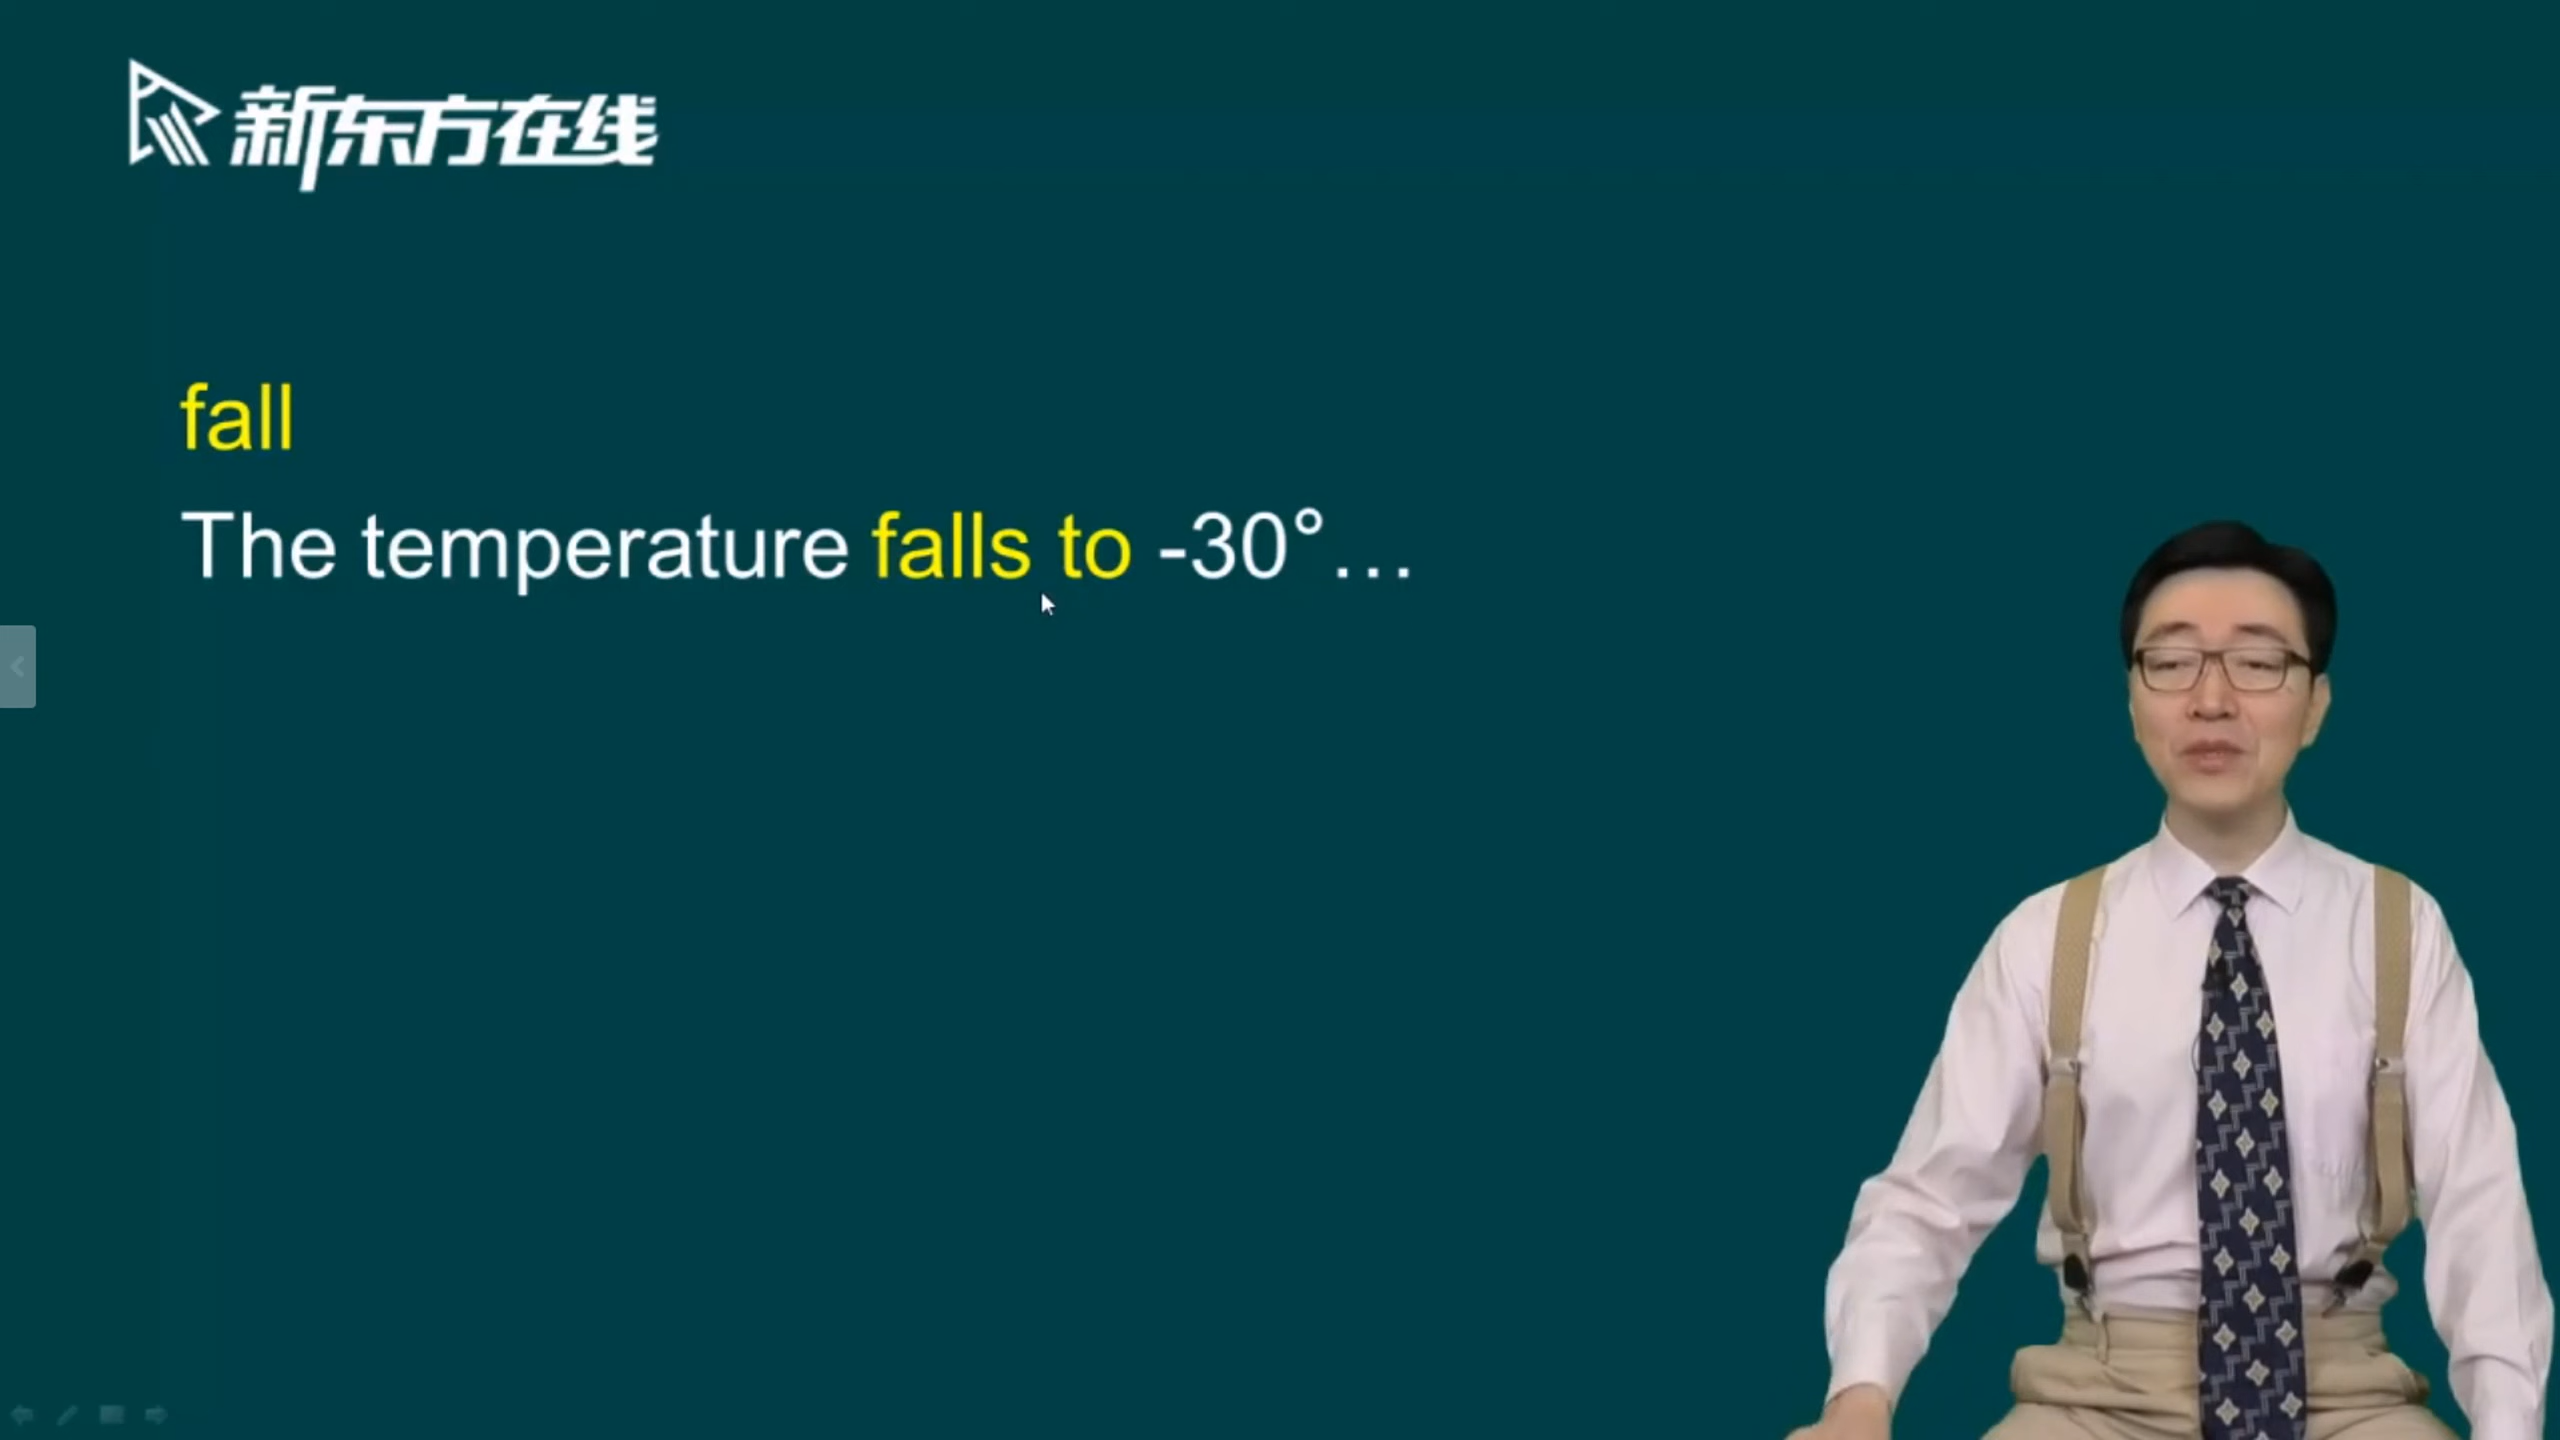 新东方在线
fall
The temperature falls to -30°…